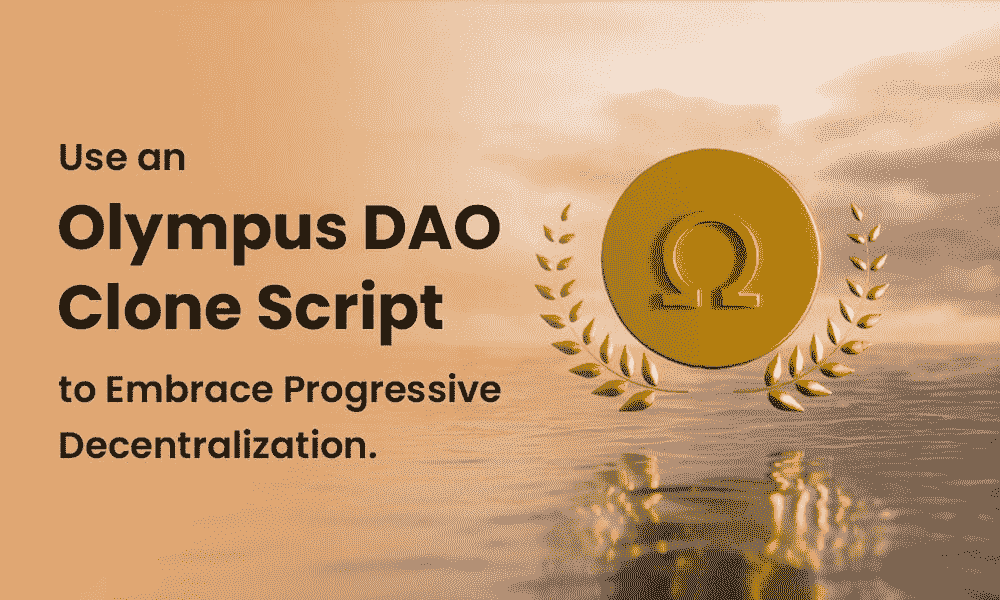 Use an
Olympus DAO
Clone Script
to Embrace Progressive
Decentralization.
Ω